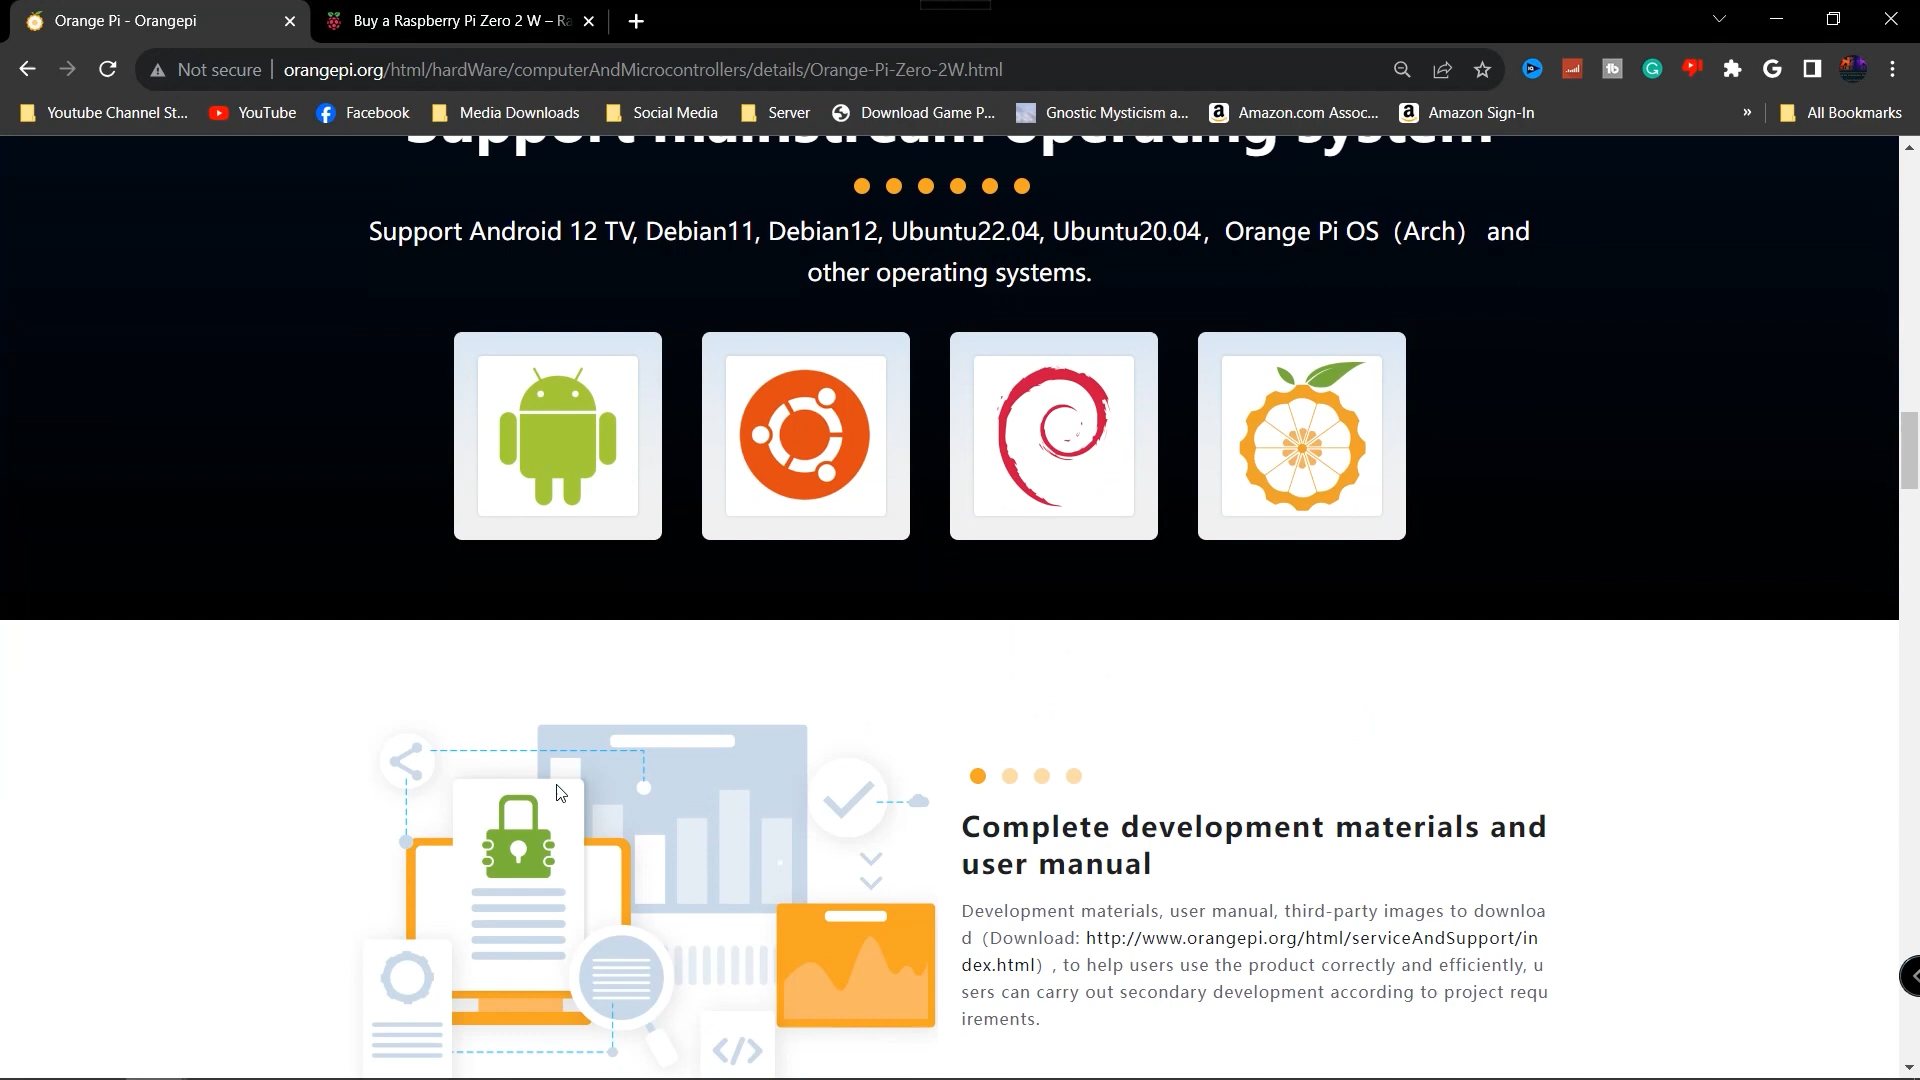 Orange Pi - Orangepi
Buy a Raspberry Pi Zero 2 W – Ra
Not secure
orangepi.org/html/hardWare/computerAndMicrocontrollers/details/Orange-Pi-Zero-2W.html
Youtube Channel St...
YouTube
Facebook
Media Downloads
Social Media
Server
Download Game P...
Gnostic Mysticism a...
Amazon.com Assoc...
Amazon Sign-In
»
All Bookmarks
Support mainstream operating system
Support Android 12 TV, Debian11, Debian12, Ubuntu22.04, Ubuntu20.04，Orange Pi OS（Arch） and
other operating systems.
Complete development materials and
user manual
Development materials, user manual, third-party images to downloa
d（Download: http://www.orangepi.org/html/serviceAndSupport/in
dex.html）, to help users use the product correctly and efficiently, u
sers can carry out secondary development according to project requ
irements.